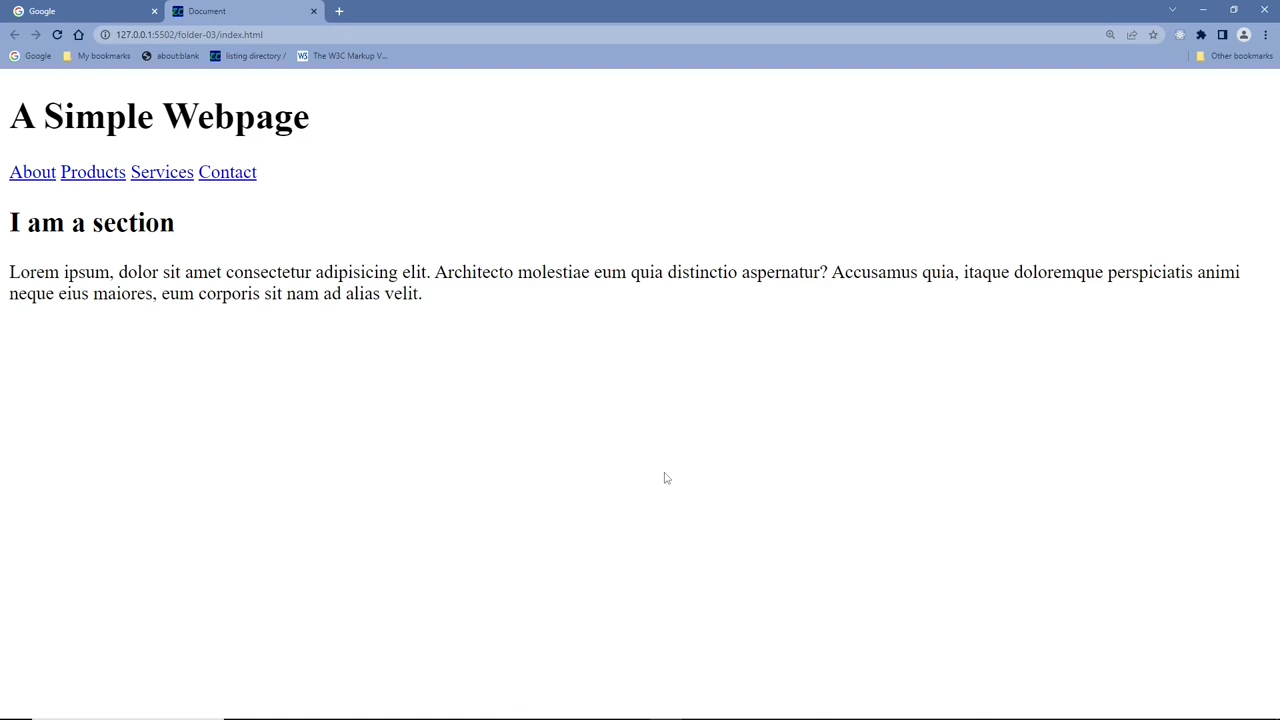 Google
Document
127.0.0.1:5502/folder-03/index.html
Google My bookmarks about:blank listing directory / The W3C Markup V... Other bookmarks
A Simple Webpage
About Products Services Contact
I am a section
Lorem ipsum, dolor sit amet consectetur adipisicing elit. Architecto molestiae eum quia distinctio aspernatur? Accusamus quia, itaque doloremque perspiciatis animi
neque eius maiores, eum corporis sit nam ad alias velit.